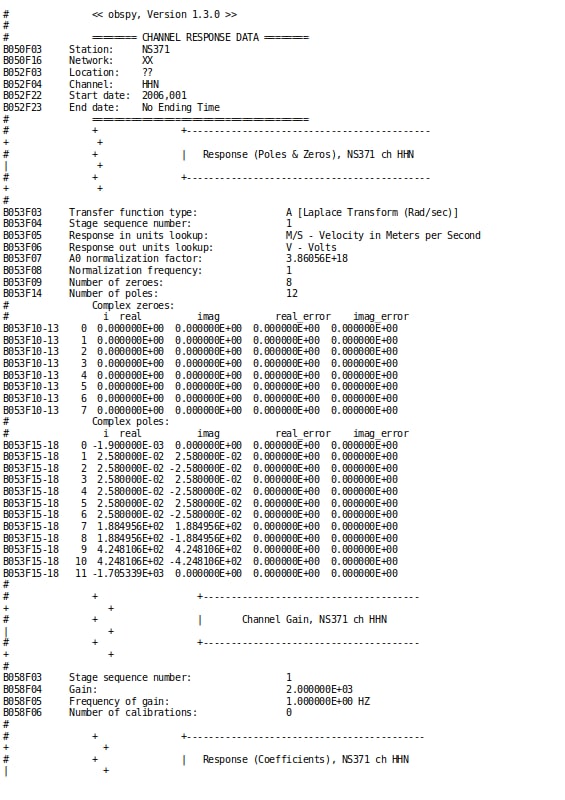 #               << obspy, Version 1.3.0 >>
#
#               ======== CHANNEL RESPONSE DATA ========
B050F03     Station:     NS371
B050F16     Network:     XX
B052F03     Location:    ??
B052F04     Channel:     HHN
B052F22     Start date:  2006,001
B052F23     End date:    No Ending Time
#               =======================================
#               +               +--------------------------------------------+
+                +
#               +               |   Response (Poles & Zeros), NS371 ch HHN
|                +
#               +               +--------------------------------------------
+                +
#
B053F03     Transfer function type:                A [Laplace Transform (Rad/sec)]
B053F04     Stage sequence number:                 1
B053F05     Response in units lookup:              M/S - Velocity in Meters per Second
B053F06     Response out units lookup:             V - Volts
B053F07     A0 normalization factor:               3.86056E+18
B053F08     Normalization frequency:               1
B053F09     Number of zeroes:                      8
B053F14     Number of poles:                       12
#               Complex zeroes:
#                 i  real          imag          real_error    imag_error
B053F10-13    0  0.000000E+00  0.000000E+00  0.000000E+00  0.000000E+00
B053F10-13    1  0.000000E+00  0.000000E+00  0.000000E+00  0.000000E+00
B053F10-13    2  0.000000E+00  0.000000E+00  0.000000E+00  0.000000E+00
B053F10-13    3  0.000000E+00  0.000000E+00  0.000000E+00  0.000000E+00
B053F10-13    4  0.000000E+00  0.000000E+00  0.000000E+00  0.000000E+00
B053F10-13    5  0.000000E+00  0.000000E+00  0.000000E+00  0.000000E+00
B053F10-13    6  0.000000E+00  0.000000E+00  0.000000E+00  0.000000E+00
B053F10-13    7  0.000000E+00  0.000000E+00  0.000000E+00  0.000000E+00
#               Complex poles:
#                 i  real          imag          real_error    imag_error
B053F15-18    0 -1.900000E-03  0.000000E+00  0.000000E+00  0.000000E+00
B053F15-18    1  2.580000E-02  2.580000E-02  0.000000E+00  0.000000E+00
B053F15-18    2  2.580000E-02 -2.580000E-02  0.000000E+00  0.000000E+00
B053F15-18    3  2.580000E-02  2.580000E-02  0.000000E+00  0.000000E+00
B053F15-18    4  2.580000E-02 -2.580000E-02  0.000000E+00  0.000000E+00
B053F15-18    5  2.580000E-02  2.580000E-02  0.000000E+00  0.000000E+00
B053F15-18    6  2.580000E-02 -2.580000E-02  0.000000E+00  0.000000E+00
B053F15-18    7  1.884956E+02  1.884956E+02  0.000000E+00  0.000000E+00
B053F15-18    8  1.884956E+02 -1.884956E+02  0.000000E+00  0.000000E+00
B053F15-18    9  4.248106E+02  4.248106E+02  0.000000E+00  0.000000E+00
B053F15-18   10  4.248106E+02 -4.248106E+02  0.000000E+00  0.000000E+00
B053F15-18   11 -1.705339E+03  0.000000E+00  0.000000E+00  0.000000E+00
#
#               +                  +---------------------------------------
+                  +
#               +                  |       Channel Gain, NS371 ch HHN
|                  +
#               +                  +---------------------------------------
+                  +
#
B058F03     Stage sequence number:                 1
B058F04     Gain:                                  2.000000E+03
B058F05     Frequency of gain:                     1.000000E+00 HZ
B058F06     Number of calibrations:                0
#
#               +               +-------------------------------------------
+                 +
#               +               |   Response (Coefficients), NS371 ch HHN
|                 +